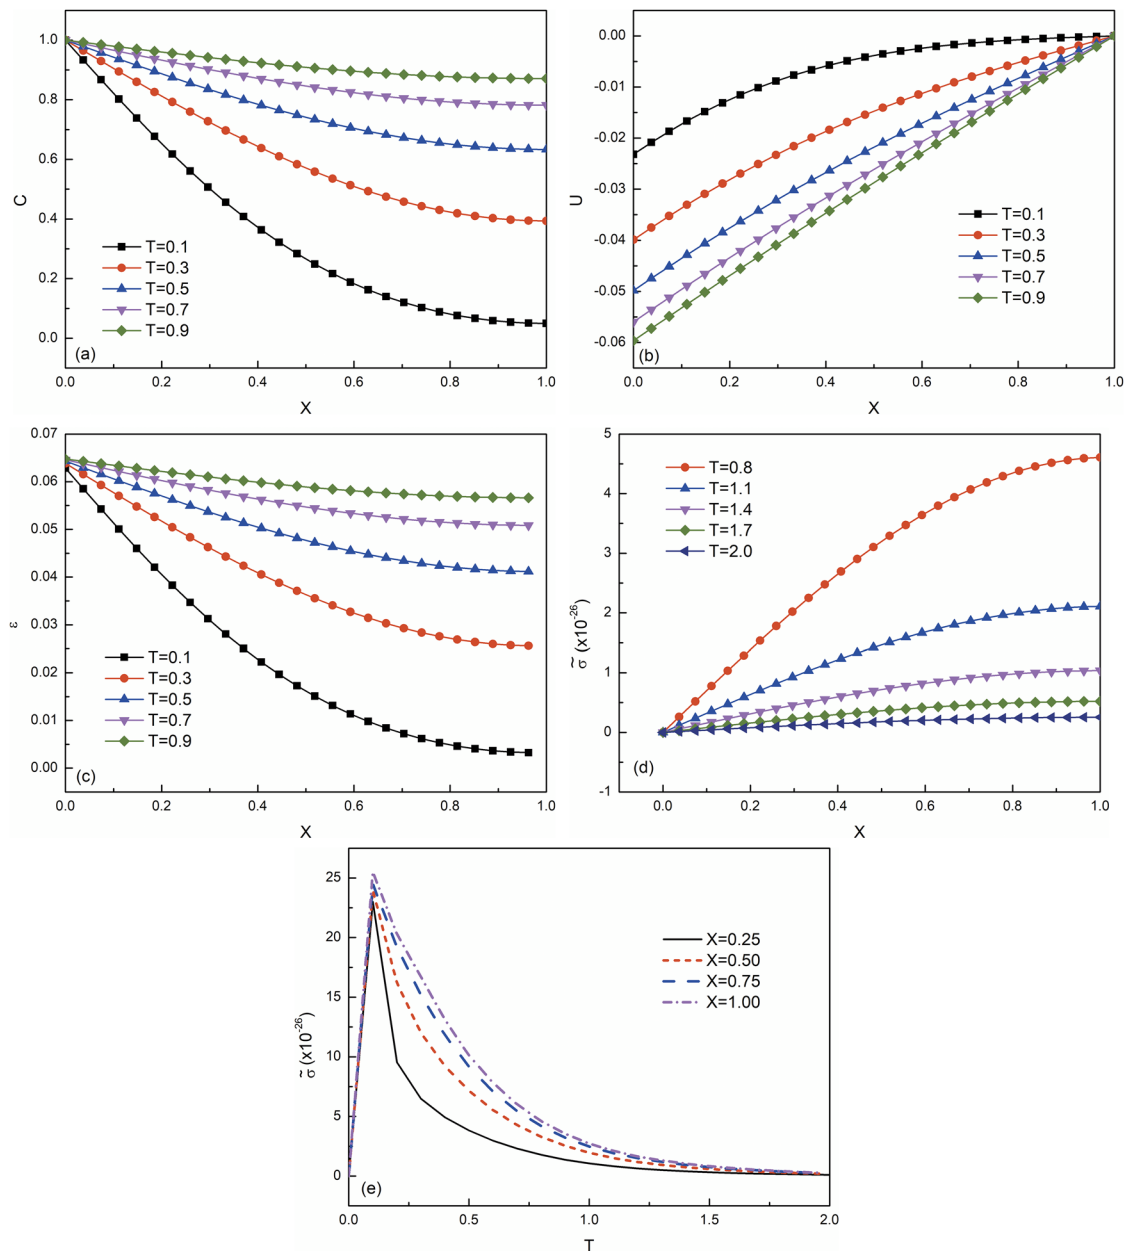 1.0
0.8
0.6
0.4
0.2
0.0
C
T=0.1
T=0.3
T=0.5
T=0.7
T=0.9
(a)
0.0 0.2 0.4 0.6 0.8 1.0
X
0.00
-0.01
-0.02
-0.03
-0.04
-0.05
-0.06
U
T=0.1
T=0.3
T=0.5
T=0.7
T=0.9
(b)
0.0 0.2 0.4 0.6 0.8 1.0
X
0.07
0.06
0.05
0.04
0.03
0.02
0.01
0.00
ε
T=0.1
T=0.3
T=0.5
T=0.7
T=0.9
(c)
0.0 0.2 0.4 0.6 0.8 1.0
X
5
4
3
2
1
0
-1
σ̃ (x10⁻²⁶)
T=0.8
T=1.1
T=1.4
T=1.7
T=2.0
(d)
0.0 0.2 0.4 0.6 0.8 1.0
X
25
20
15
10
5
0
σ̃ (x10⁻²⁶)
X=0.25
X=0.50
X=0.75
X=1.00
(e)
0.0 0.5 1.0 1.5 2.0
T